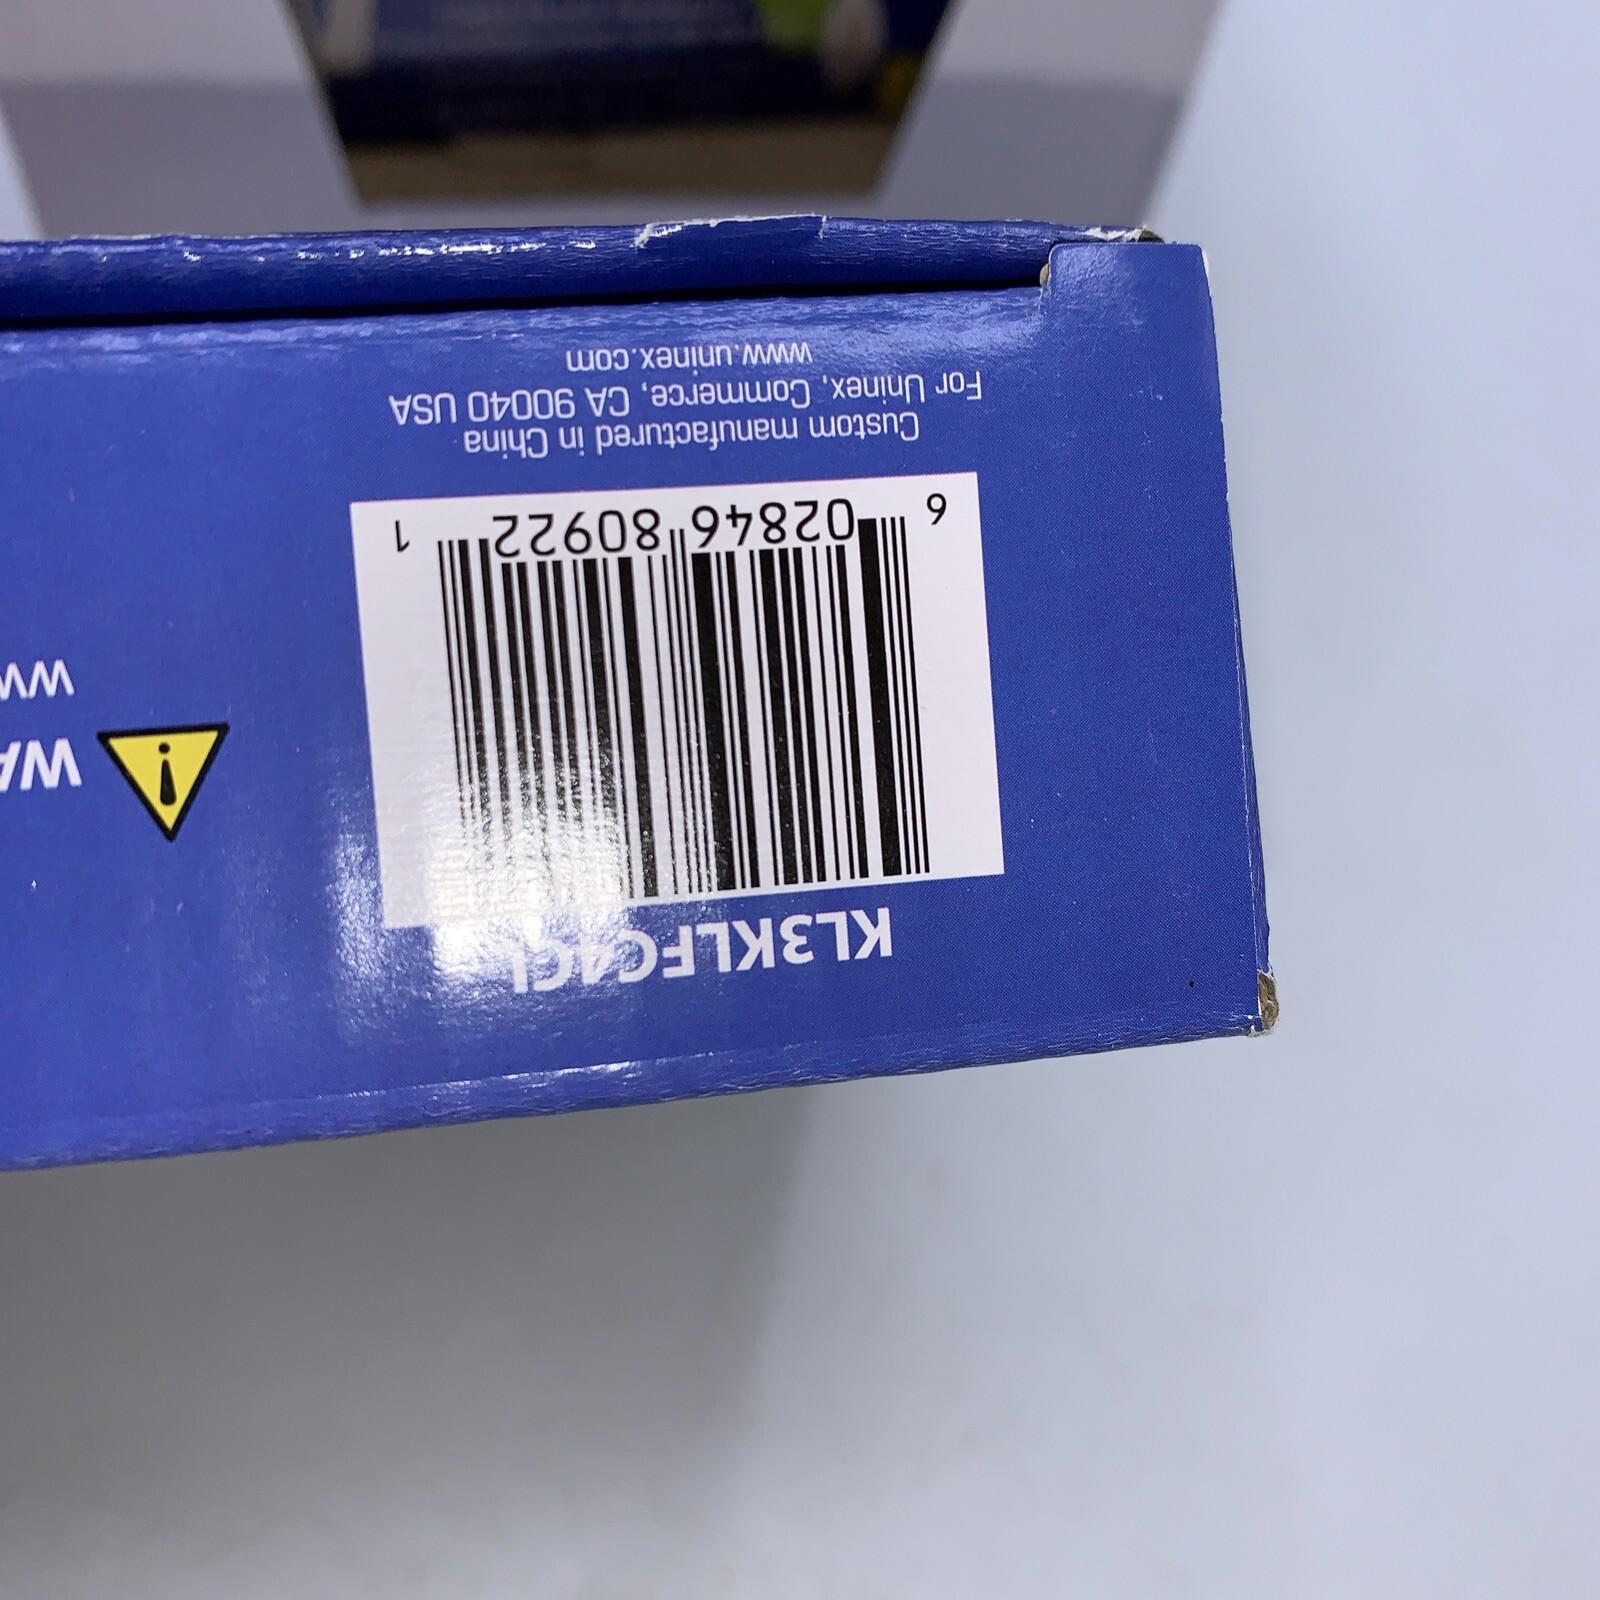 KL3KLFC4CL
6 02846 80922 1
Custom manufactured in China
For Uninex, Commerce, CA 90040 USA
www.uninex.com